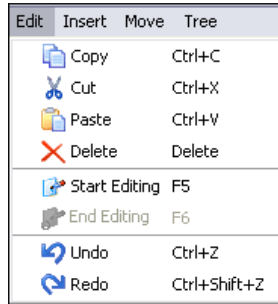 Edit Insert Move Tree
Copy Ctrl+C
Cut Ctrl+X
Paste Ctrl+V
Delete Delete
Start Editing F5
End Editing F6
Undo Ctrl+Z
Redo Ctrl+Shift+Z